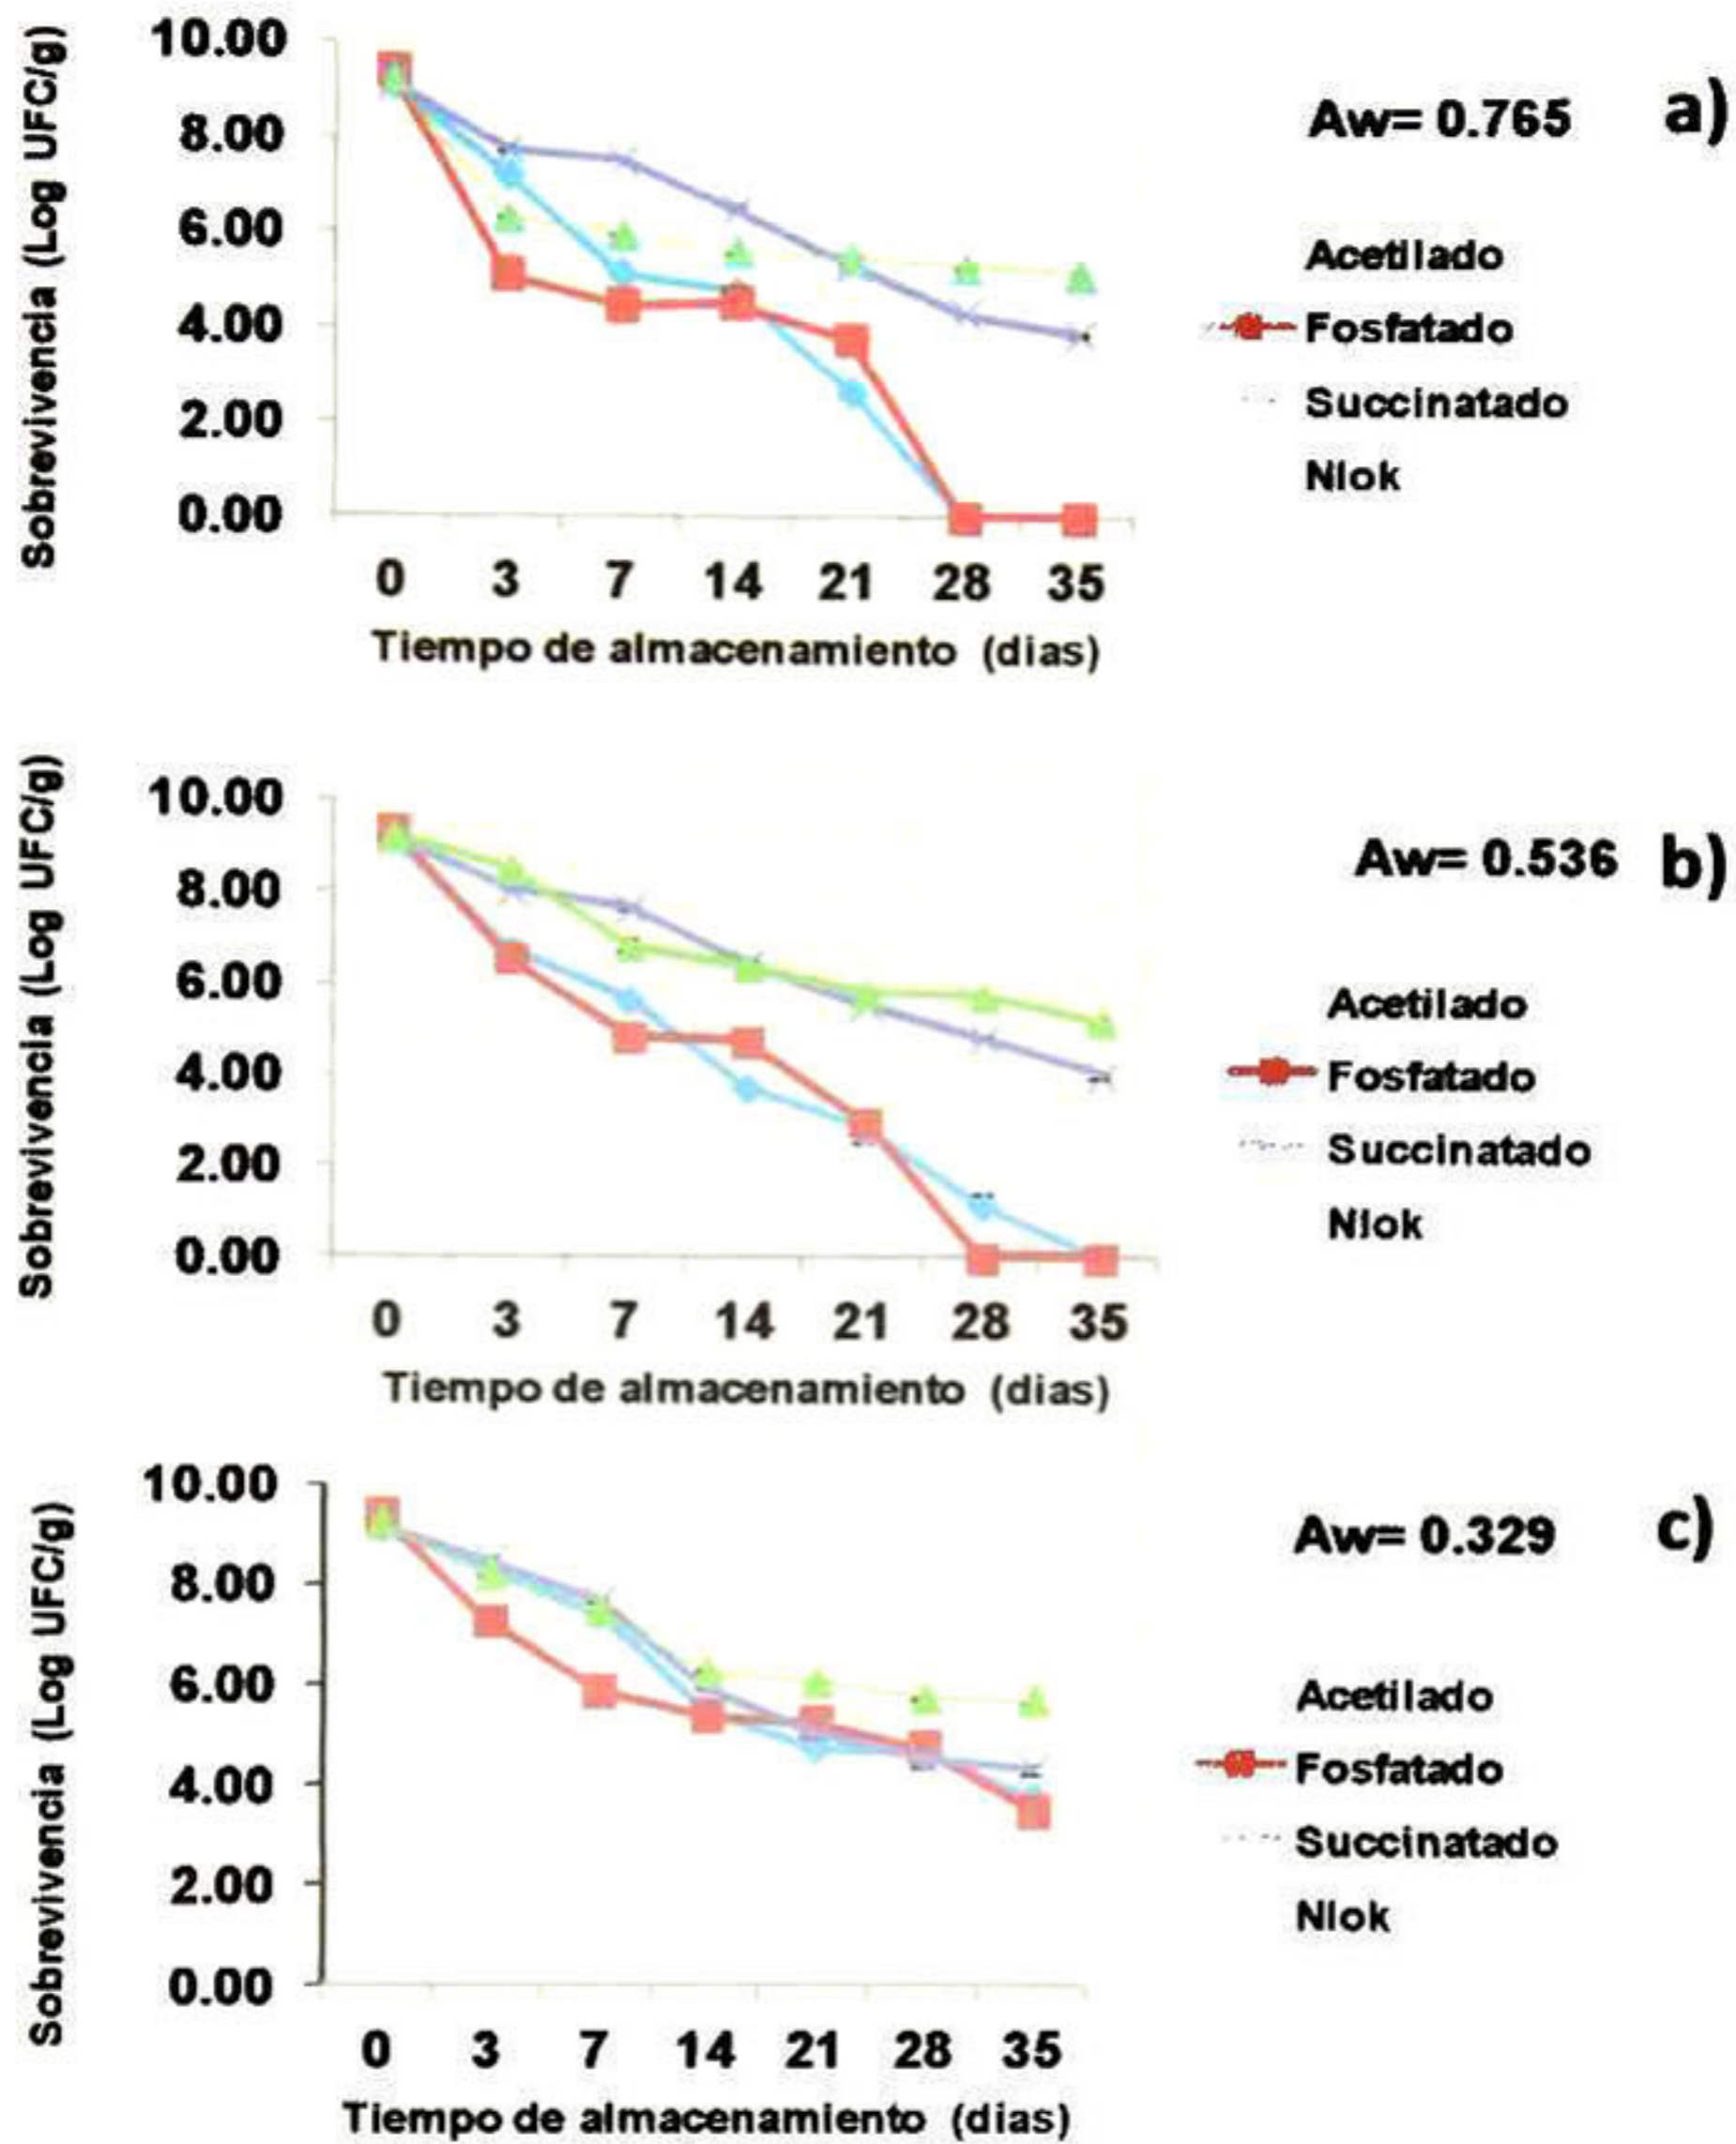 Sobrevivencia (Log UFC/g)
10.00
8.00
6.00
4.00
2.00
0.00
0 3 7 14 21 28 35
Tiempo de almacenamiento (dias)
Aw= 0.765 a)
Acetilado
Fosfatado
Succinatado
Nlok
Sobrevivencia (Log UFC/g)
10.00
8.00
6.00
4.00
2.00
0.00
0 3 7 14 21 28 35
Tiempo de almacenamiento (dias)
Aw= 0.536 b)
Acetilado
Fosfatado
Succinatado
Nlok
Sobrevivencia (Log UFC/g)
10.00
8.00
6.00
4.00
2.00
0.00
0 3 7 14 21 28 35
Tiempo de almacenamiento (dias)
Aw= 0.329 c)
Acetilado
Fosfatado
Succinatado
Nlok